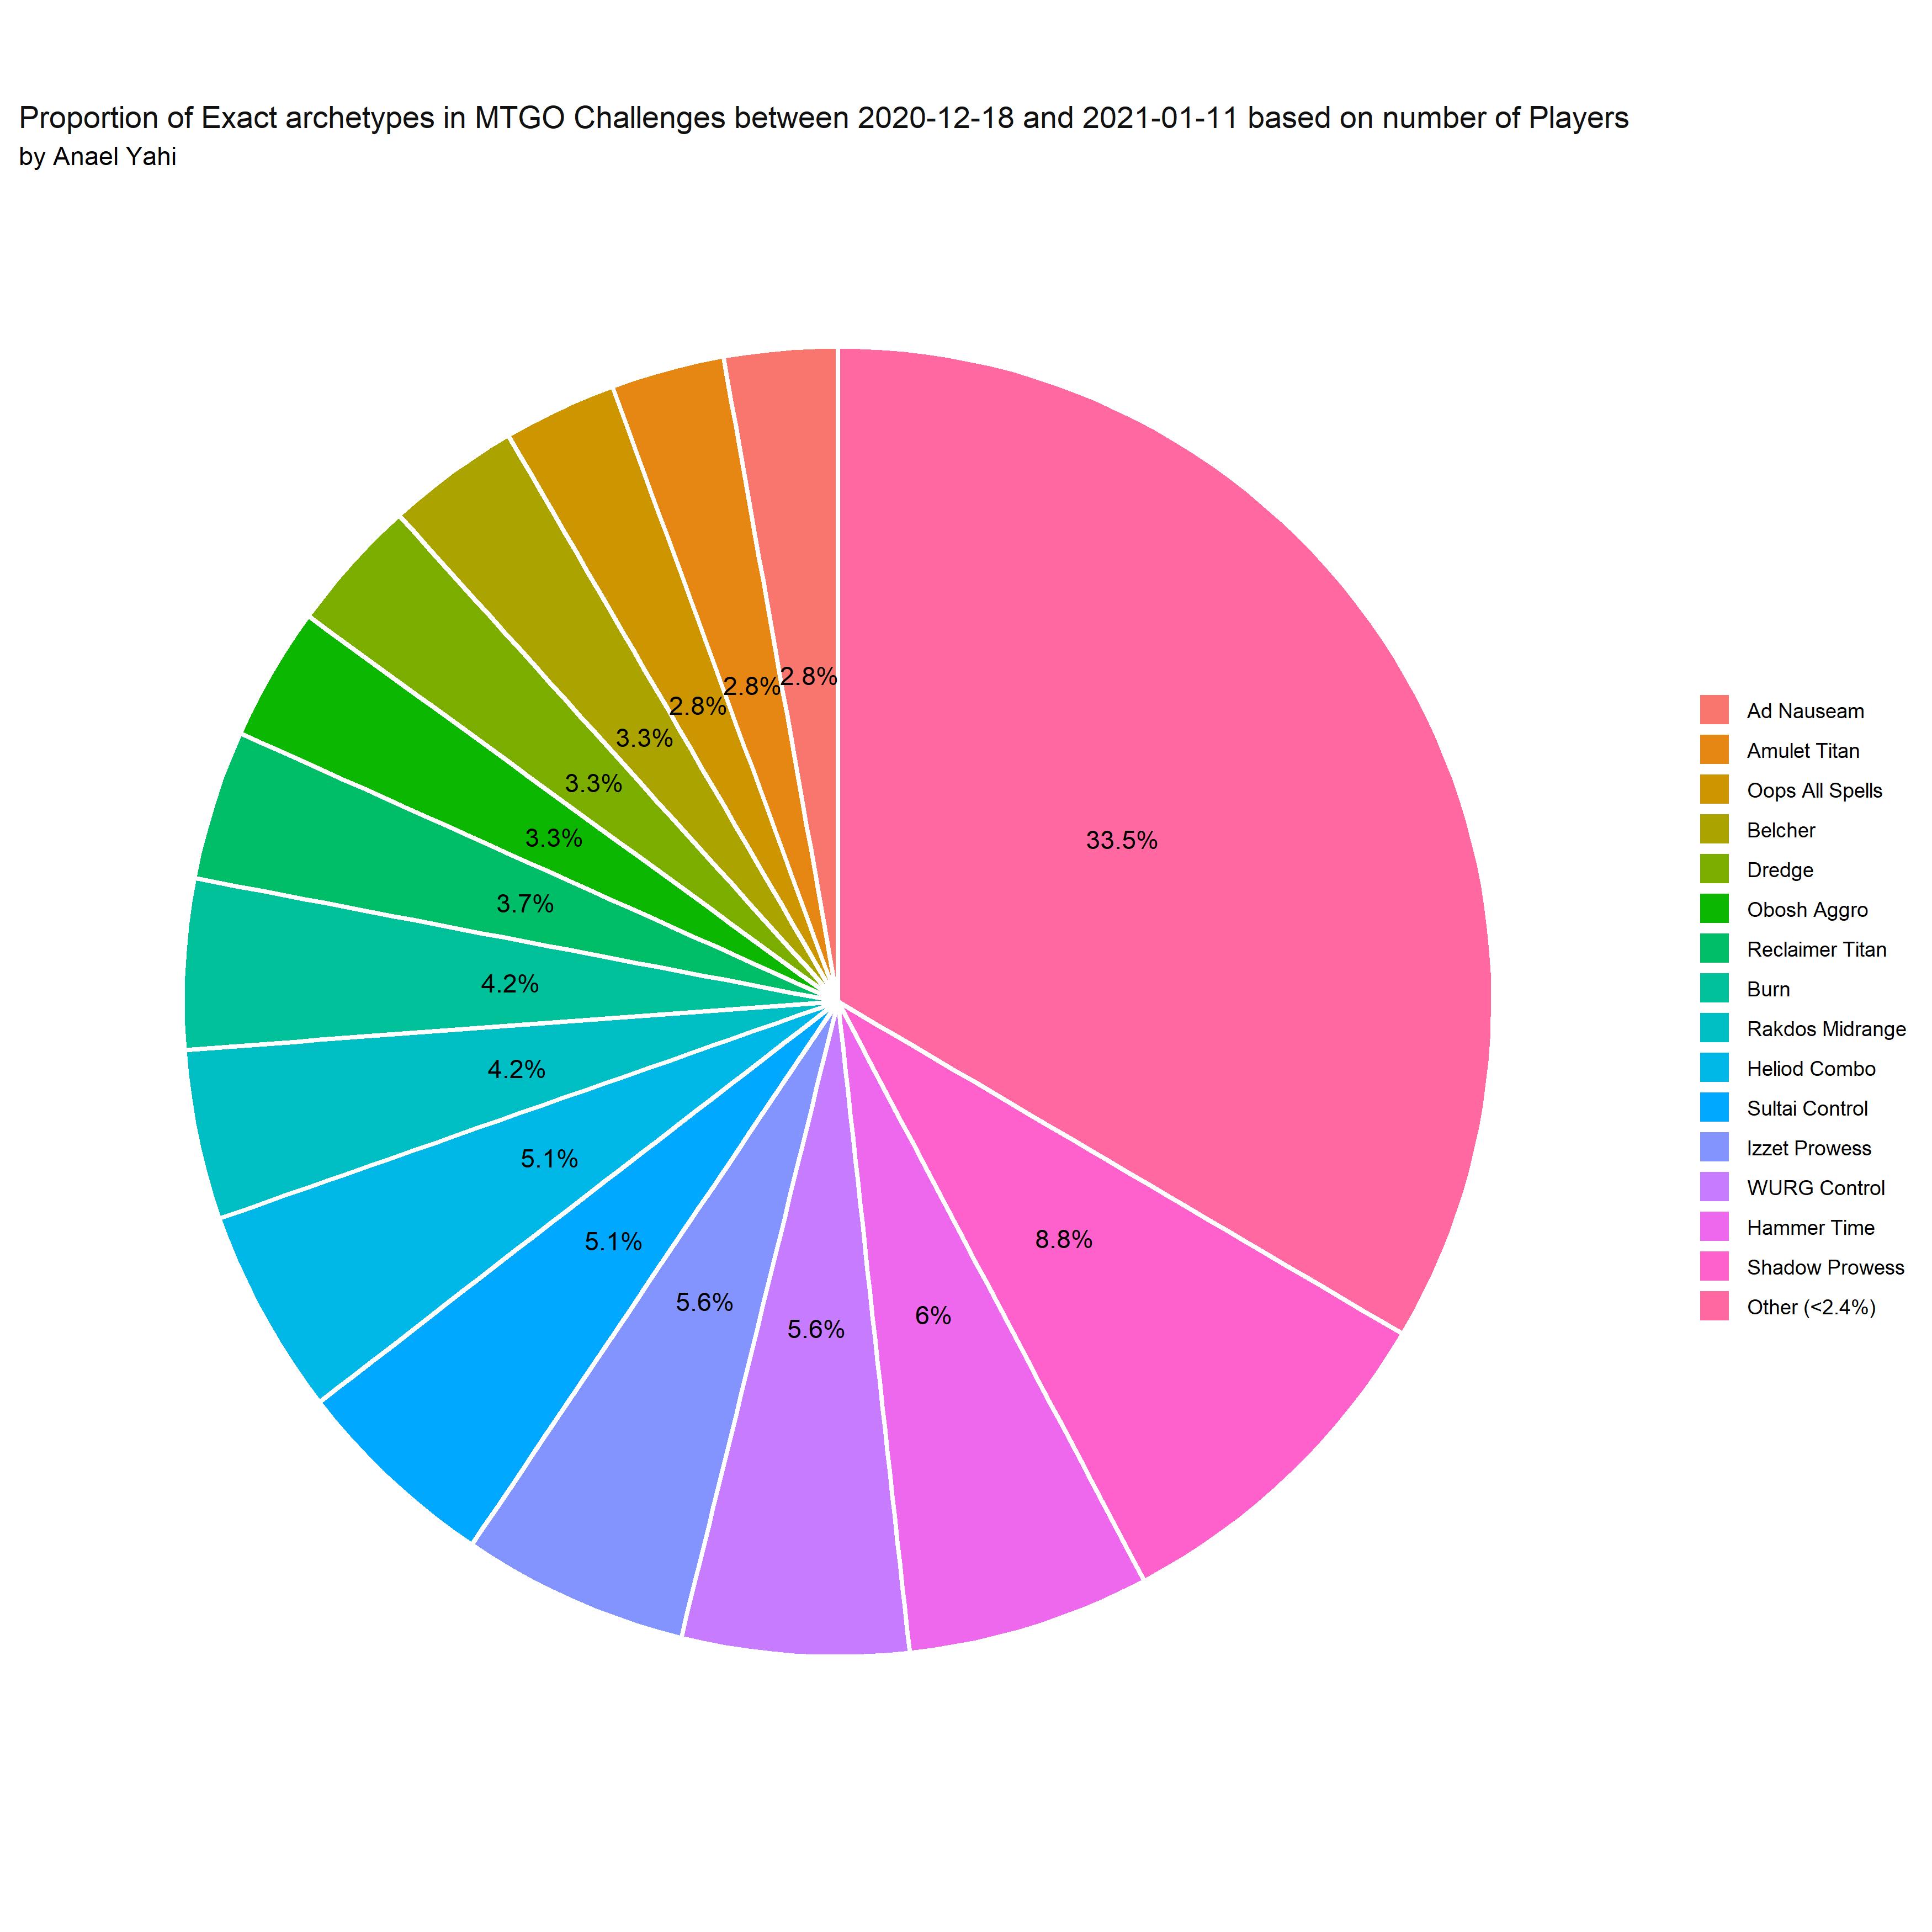 Proportion of Exact archetypes in MTGO Challenges between 2020-12-18 and 2021-01-11 based on number of Players
by Anael Yahi
2.8%
2.8%
2.8%
3.3%
3.3%
3.3%
3.7%
4.2%
4.2%
5.1%
5.1%
5.6%
5.6%
6%
8.8%
33.5%
Ad Nauseam
Amulet Titan
Oops All Spells
Belcher
Dredge
Obosh Aggro
Reclaimer Titan
Burn
Rakdos Midrange
Heliod Combo
Sultai Control
Izzet Prowess
WURG Control
Hammer Time
Shadow Prowess
Other (<2.4%)